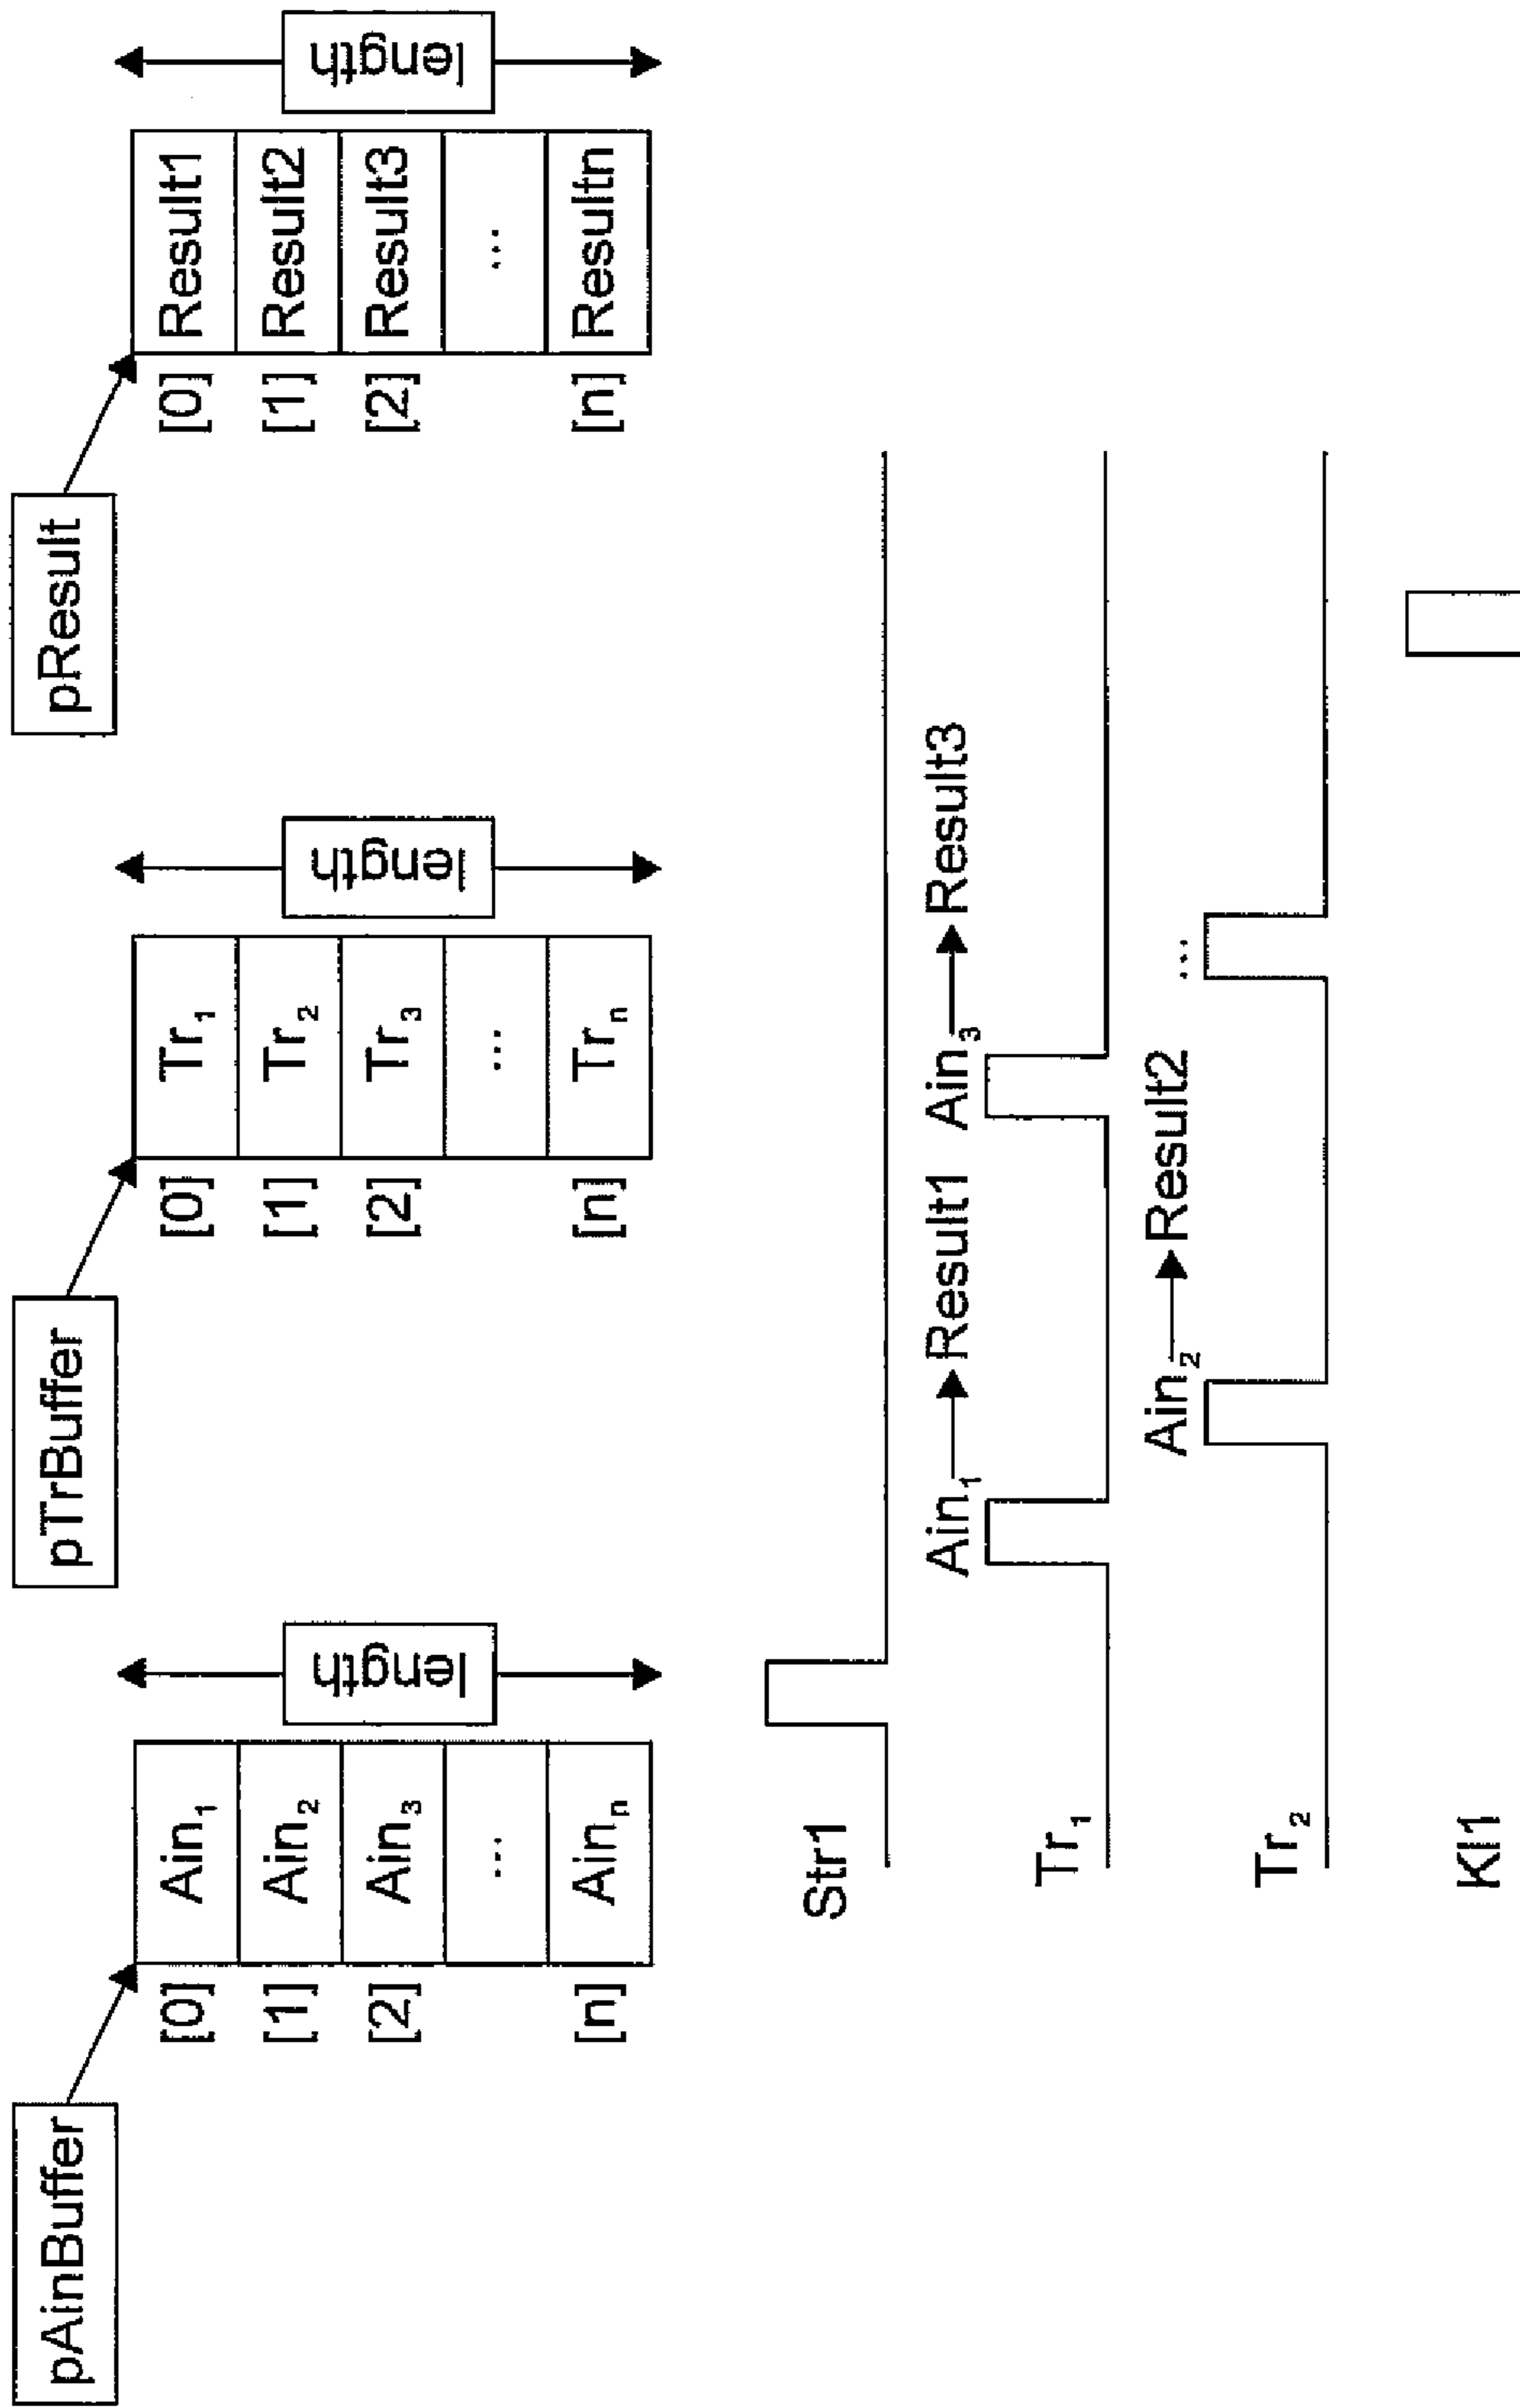 pAinBuffer
[0] Ain₁
[1] Ain₂
[2] Ain₃
...
[n] Ainₙ
length
pTrBuffer
[0] Tr₁
[1] Tr₂
[2] Tr₃
...
[n] Trₙ
length
pResult
[0] Result1
[1] Result2
[2] Result3
...
[n] Resultn
length
Str1
Ain₁ Result1 Ain₃ Result3
Tr₁
Ain₂ Result2 ...
Tr₂
KI1